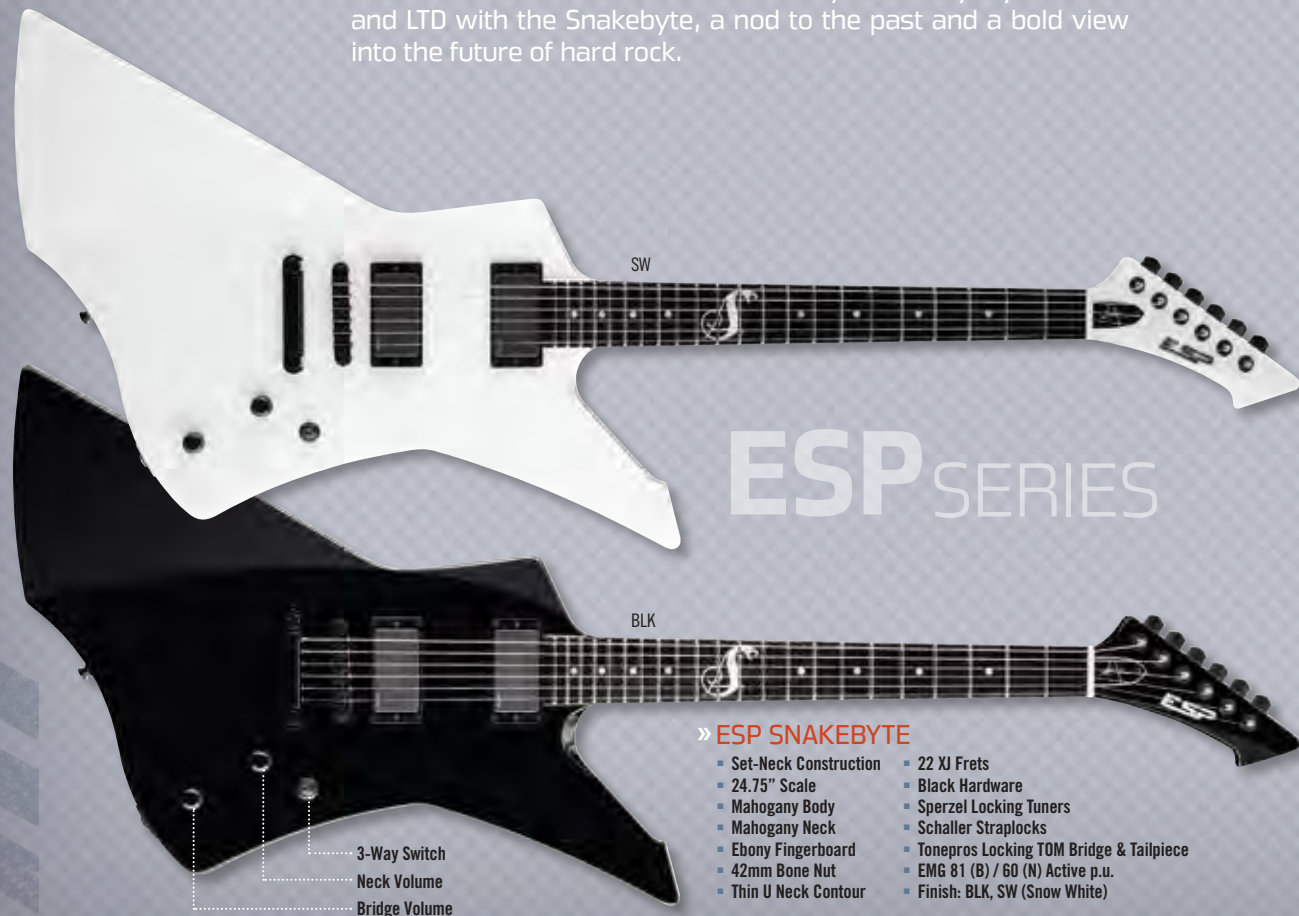 and LTD with the Snakebyte, a nod to the past and a bold view
into the future of hard rock.
SW
ESP
ESP SERIES
BLK
ESP
» ESP SNAKEBYTE
▪ Set-Neck Construction
▪ 24.75” Scale
▪ Mahogany Body
▪ Mahogany Neck
▪ Ebony Fingerboard
▪ 42mm Bone Nut
▪ Thin U Neck Contour
▪ 22 XJ Frets
▪ Black Hardware
▪ Sperzel Locking Tuners
▪ Schaller Straplocks
▪ Tonepros Locking TOM Bridge & Tailpiece
▪ EMG 81 (B) / 60 (N) Active p.u.
▪ Finish: BLK, SW (Snow White)
3-Way Switch
Neck Volume
Bridge Volume